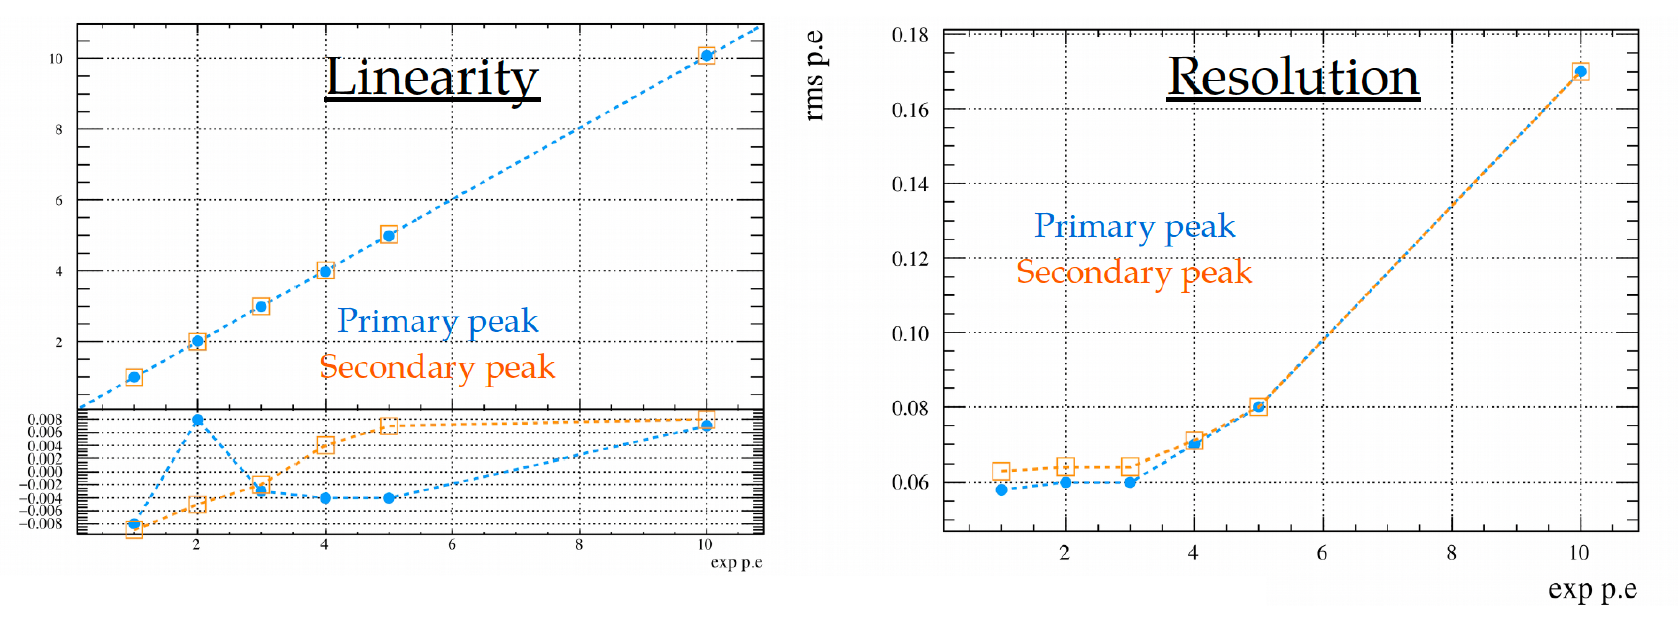 Linearity
10
8
6
4
2
Primary peak
Secondary peak
0.008
0.006
0.004
0.002
0.000
−0.002
−0.004
−0.006
−0.008
2 4 6 8 10
exp p.e
rms p.e
Resolution
0.18
0.16
0.14
0.12
0.10
0.08
0.06
Primary peak
Secondary peak
2 4 6 8 10
exp p.e